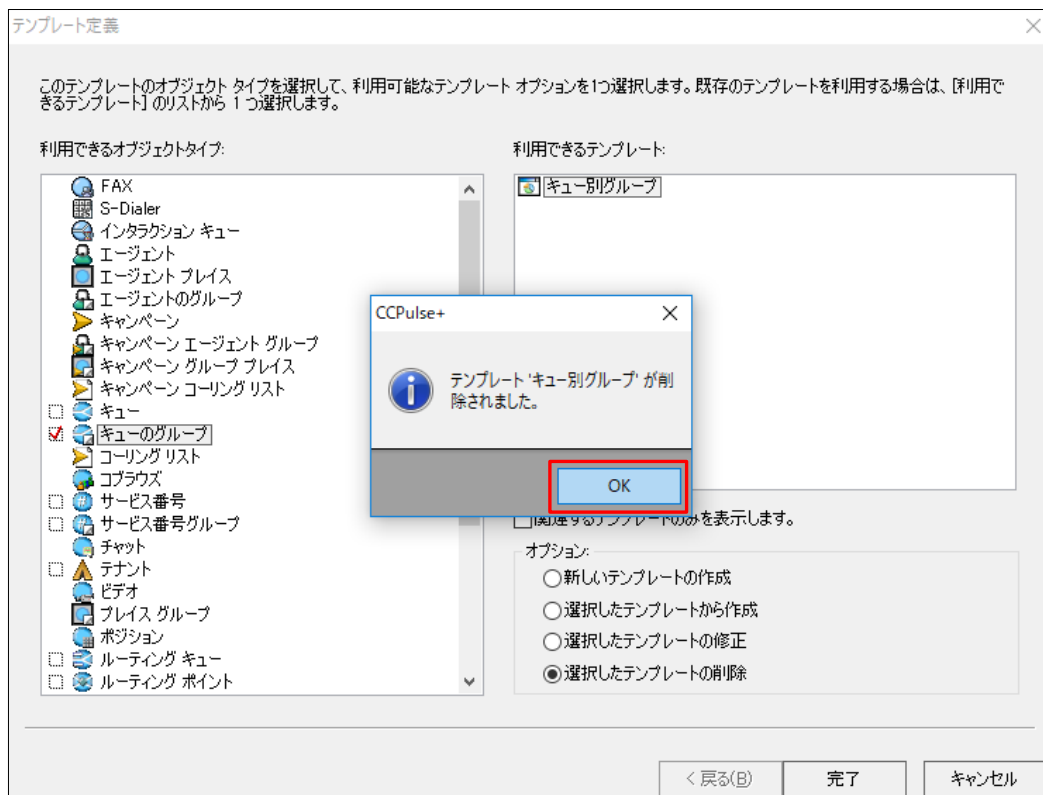 テンプレート定義
このテンプレートのオブジェクト タイプを選択して、利用可能なテンプレート オプションを1つ選択します。既存のテンプレートを利用する場合は、[利用で
きるテンプレート] のリストから 1 つ選択します。
利用できるオブジェクトタイプ:
利用できるテンプレート:
FAX
S-Dialer
インタラクション キュー
エージェント
エージェント プレイス
エージェントのグループ
キャンペーン
キャンペーン エージェント グループ
キャンペーン グループ プレイス
キャンペーン コーリング リスト
キュー
キューのグループ
コーリング リスト
コブラウズ
サービス番号
サービス番号グループ
チャット
テナント
ビデオ
プレイス グループ
ポジション
ルーティング キュー
ルーティング ポイント
キュー別グループ
CCPulse+
テンプレート 'キュー別グループ' が削
除されました。
OK
関連するテンプレートのみを表示します。
オプション:
新しいテンプレートの作成
選択したテンプレートから作成
選択したテンプレートの修正
選択したテンプレートの削除
< 戻る(B)
完了
キャンセル